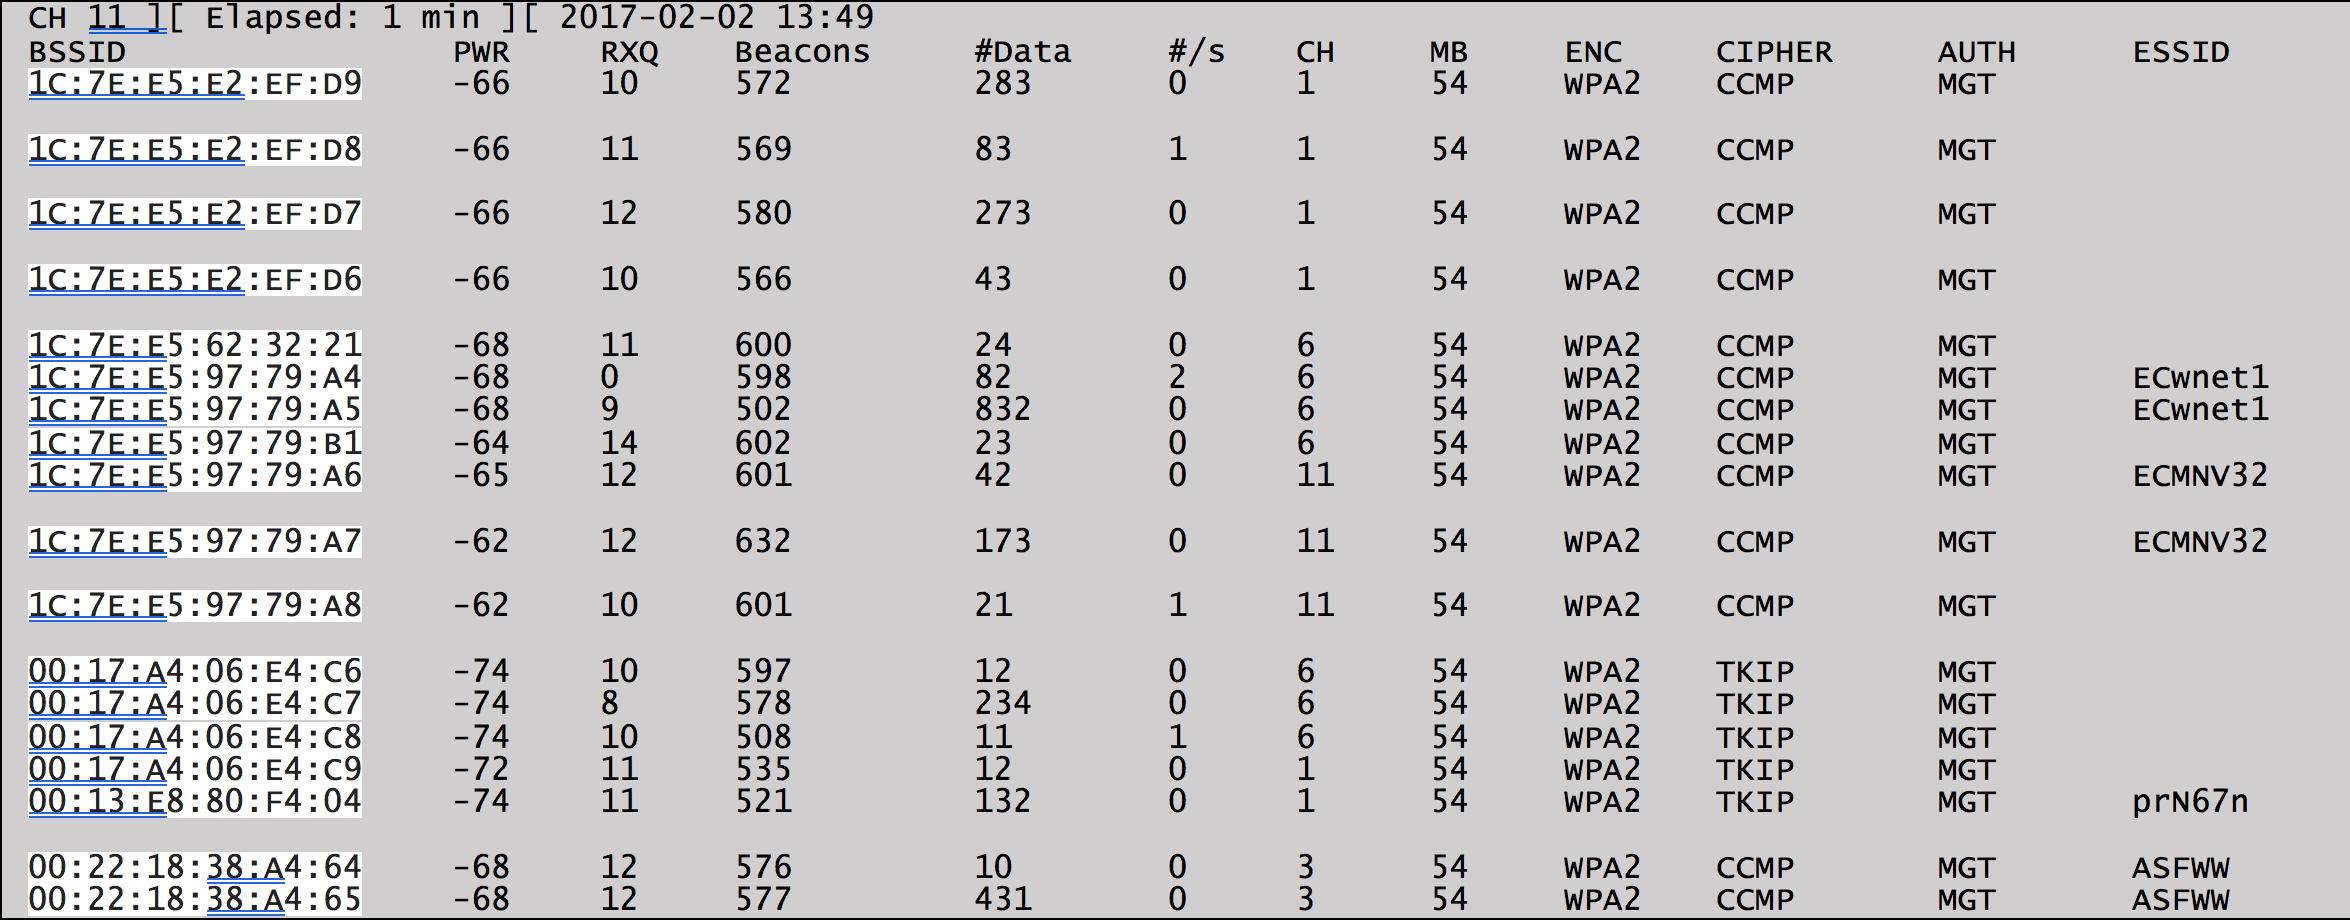 CH 11 ][ Elapsed: 1 min ][ 2017-02-02 13:49
BSSID PWR RXQ Beacons #Data #/s CH MB ENC CIPHER AUTH ESSID
1C:7E:E5:E2:EF:D9 -66 10 572 283 0 1 54 WPA2 CCMP MGT
1C:7E:E5:E2:EF:D8 -66 11 569 83 1 1 54 WPA2 CCMP MGT
1C:7E:E5:E2:EF:D7 -66 12 580 273 0 1 54 WPA2 CCMP MGT
1C:7E:E5:E2:EF:D6 -66 10 566 43 0 1 54 WPA2 CCMP MGT
1C:7E:E5:62:32:21 -68 11 600 24 0 6 54 WPA2 CCMP MGT
1C:7E:E5:97:79:A4 -68 0 598 82 2 6 54 WPA2 CCMP MGT ECwnet1
1C:7E:E5:97:79:A5 -68 9 502 832 0 6 54 WPA2 CCMP MGT ECwnet1
1C:7E:E5:97:79:B1 -64 14 602 23 0 6 54 WPA2 CCMP MGT
1C:7E:E5:97:79:A6 -65 12 601 42 0 11 54 WPA2 CCMP MGT ECMNV32
1C:7E:E5:97:79:A7 -62 12 632 173 0 11 54 WPA2 CCMP MGT ECMNV32
1C:7E:E5:97:79:A8 -62 10 601 21 1 11 54 WPA2 CCMP MGT
00:17:A4:06:E4:C6 -74 10 597 12 0 6 54 WPA2 TKIP MGT
00:17:A4:06:E4:C7 -74 8 578 234 0 6 54 WPA2 TKIP MGT
00:17:A4:06:E4:C8 -74 10 508 11 1 6 54 WPA2 TKIP MGT
00:17:A4:06:E4:C9 -72 11 535 12 0 1 54 WPA2 TKIP MGT
00:13:E8:80:F4:04 -74 11 521 132 0 1 54 WPA2 TKIP MGT prN67n
00:22:18:38:A4:64 -68 12 576 10 0 3 54 WPA2 CCMP MGT ASFWW
00:22:18:38:A4:65 -68 12 577 431 0 3 54 WPA2 CCMP MGT ASFWW